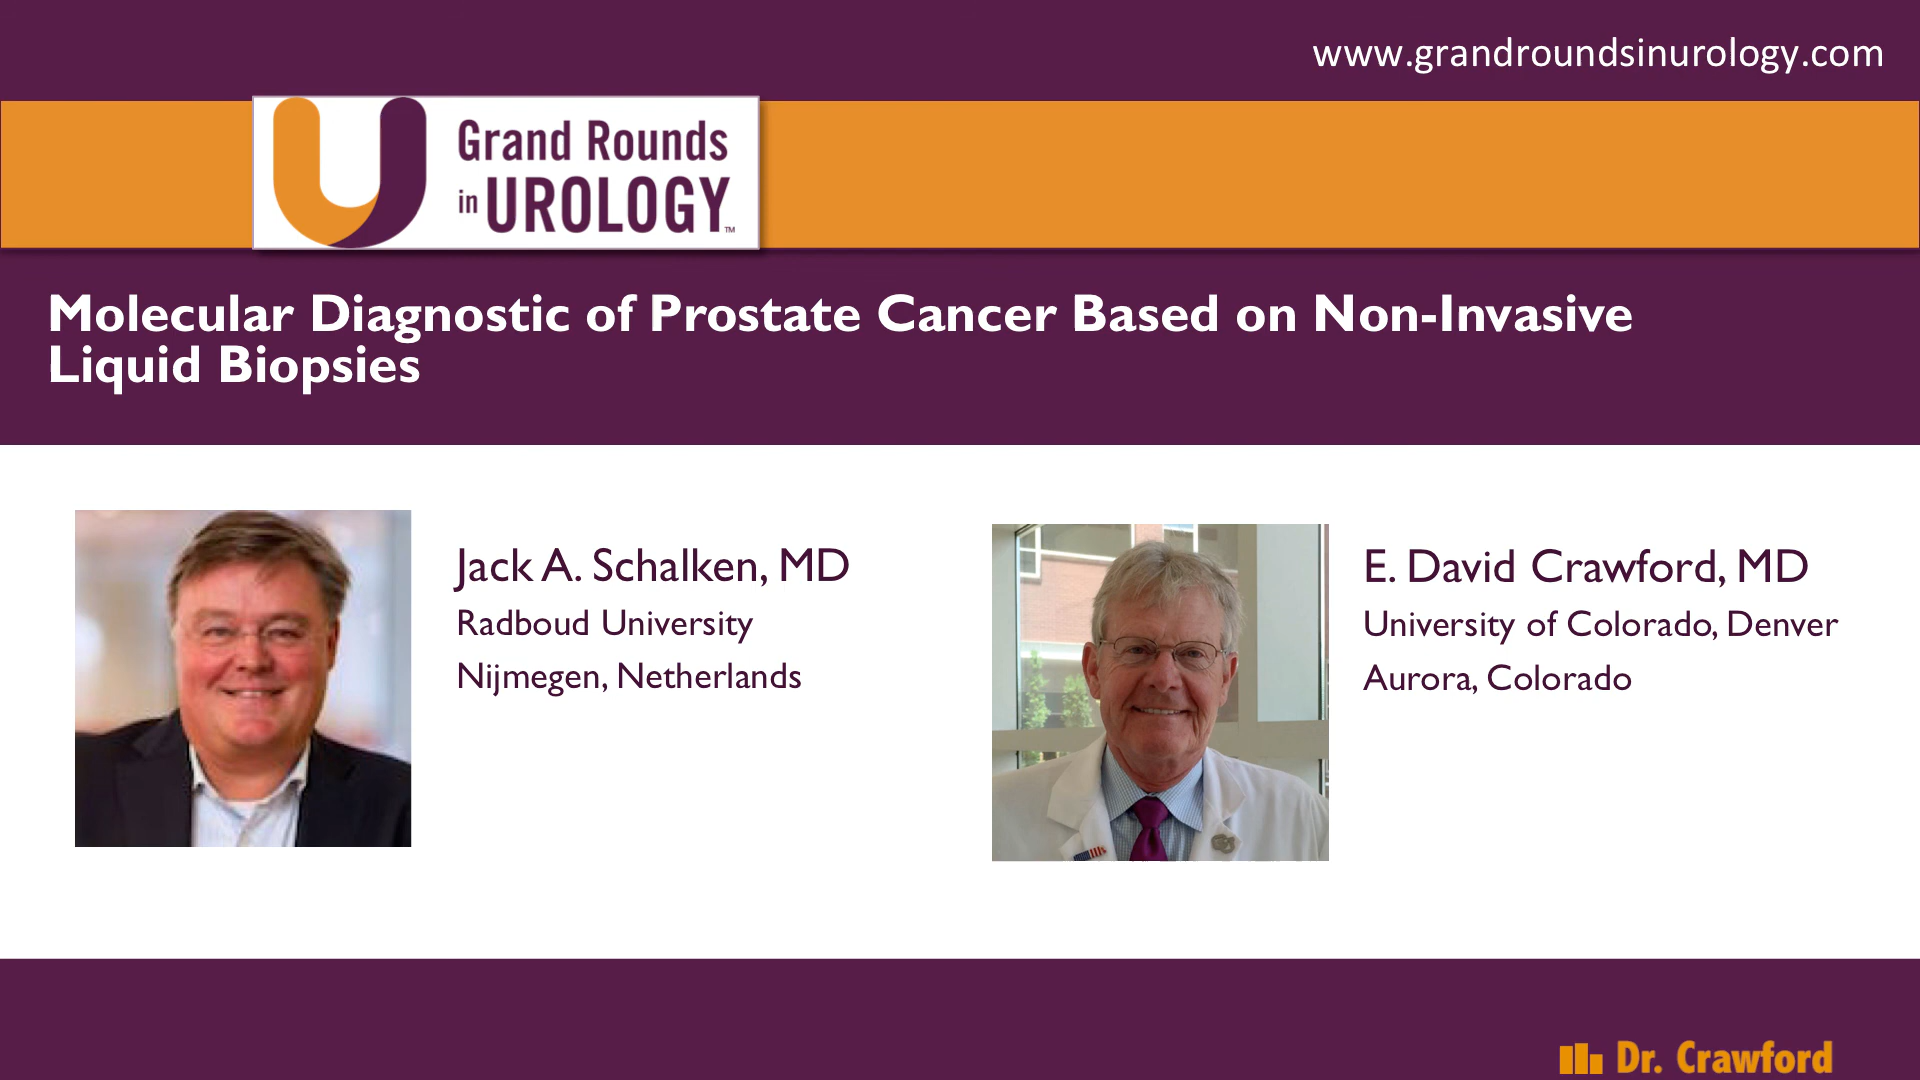 www.grandroundsinurology.com
Grand Rounds
in UROLOGY™
Molecular Diagnostic of Prostate Cancer Based on Non-Invasive
Liquid Biopsies
Jack A. Schalken, MD
Radboud University
Nijmegen, Netherlands
E. David Crawford, MD
University of Colorado, Denver
Aurora, Colorado
Dr. Crawford